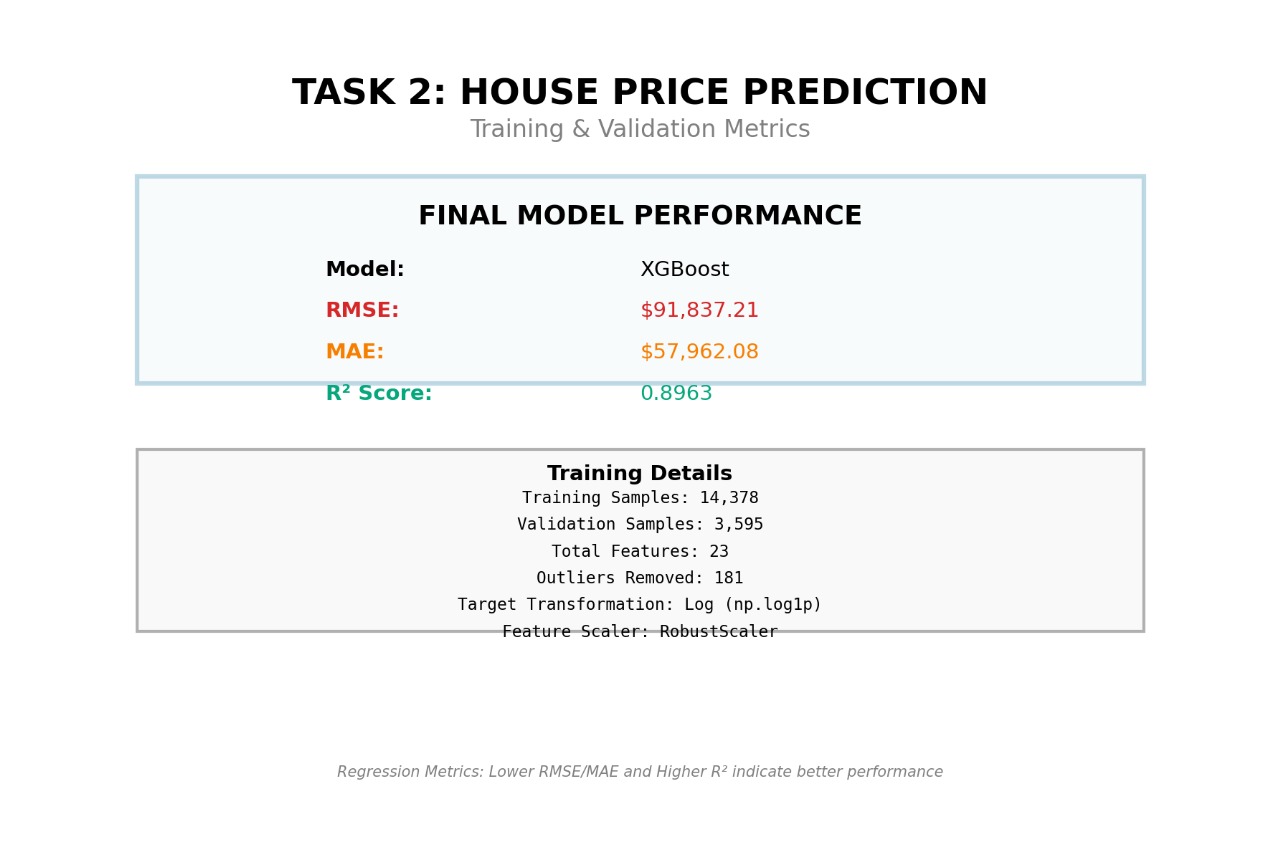 TASK 2: HOUSE PRICE PREDICTION
Training & Validation Metrics
FINAL MODEL PERFORMANCE
Model: XGBoost
RMSE: $91,837.21
MAE: $57,962.08
R² Score: 0.8963
Training Details
Training Samples: 14,378
Validation Samples: 3,595
Total Features: 23
Outliers Removed: 181
Target Transformation: Log (np.log1p)
Feature Scaler: RobustScaler
Regression Metrics: Lower RMSE/MAE and Higher R² indicate better performance